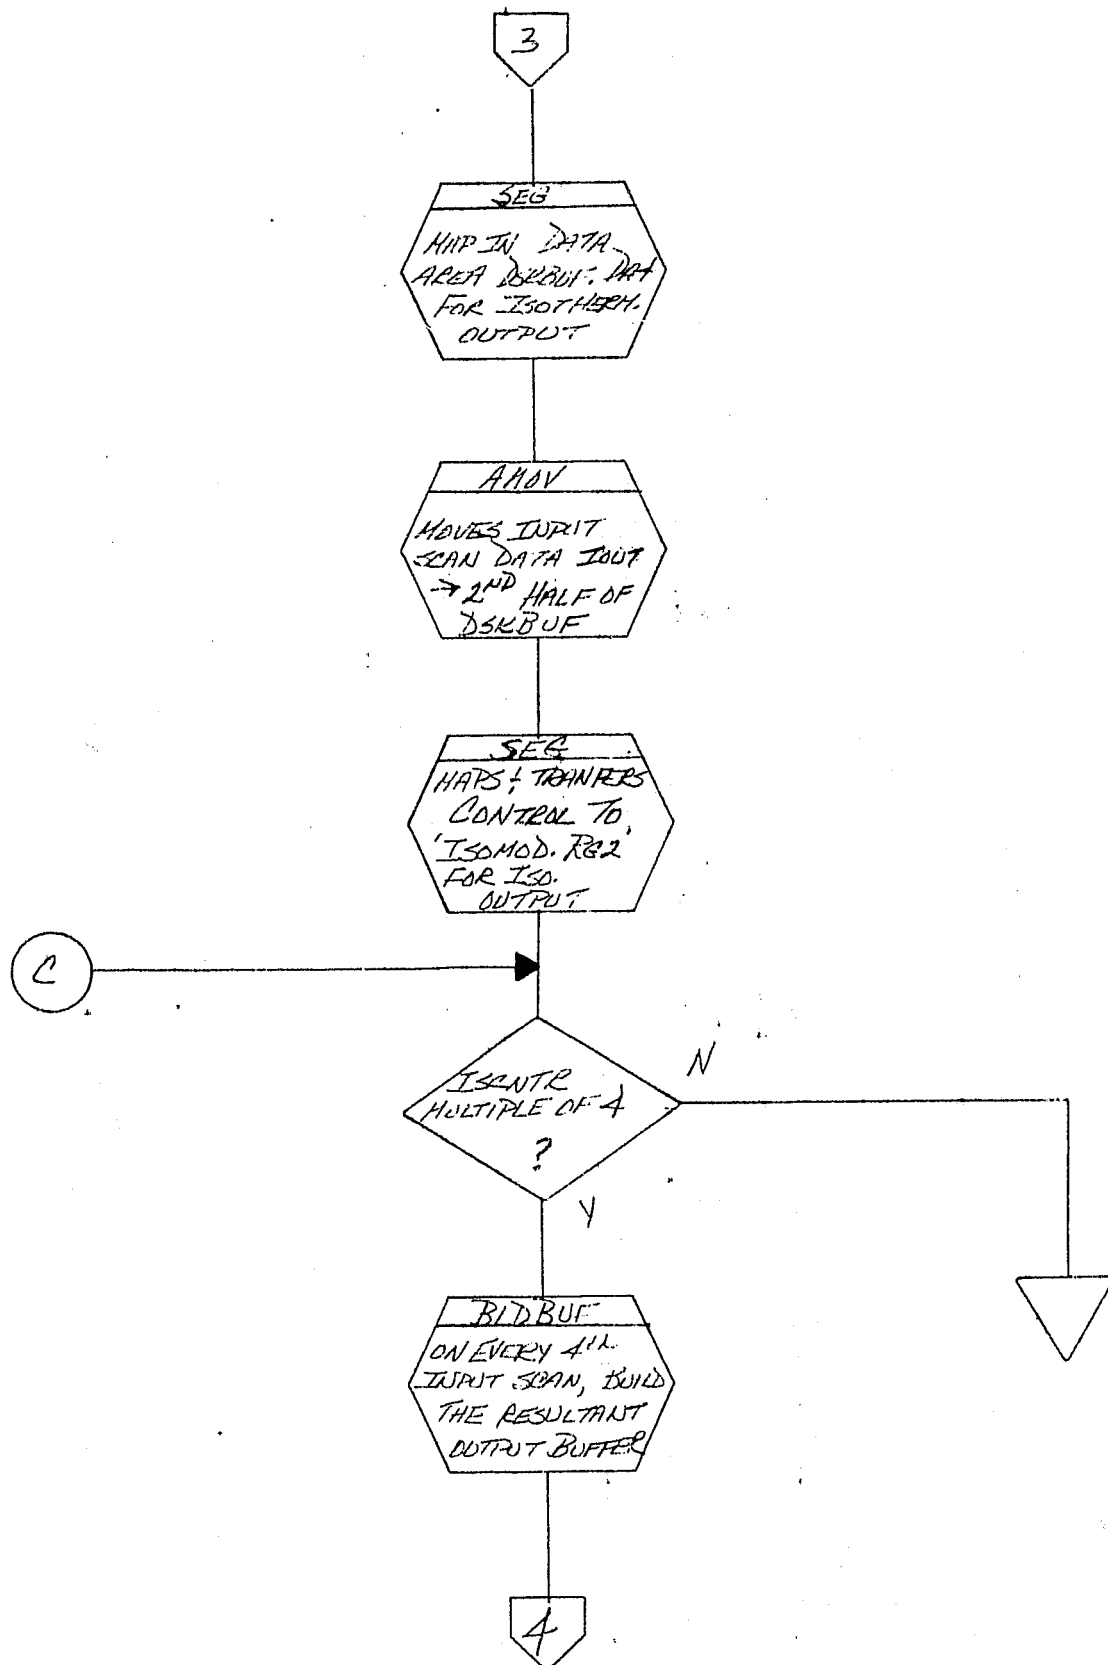 3
SEG
MAP IN DATA
AREA DSKBUF.DAT
FOR ISOTHERM.
OUTPUT
AMOV
MOVES INPUT
SCAN DATA IOUT
→ 2ND HALF OF
DSKBUF
SEG
MAPS & TRANFERS
CONTROL TO
'ISOMOD.RG2'
FOR ISO.
OUTPUT
C
ISCNTR
MULTIPLE OF 4
?
N
Y
BLDBUF
ON EVERY 4th
INPUT SCAN, BUILD
THE RESULTANT
OUTPUT BUFFER
4